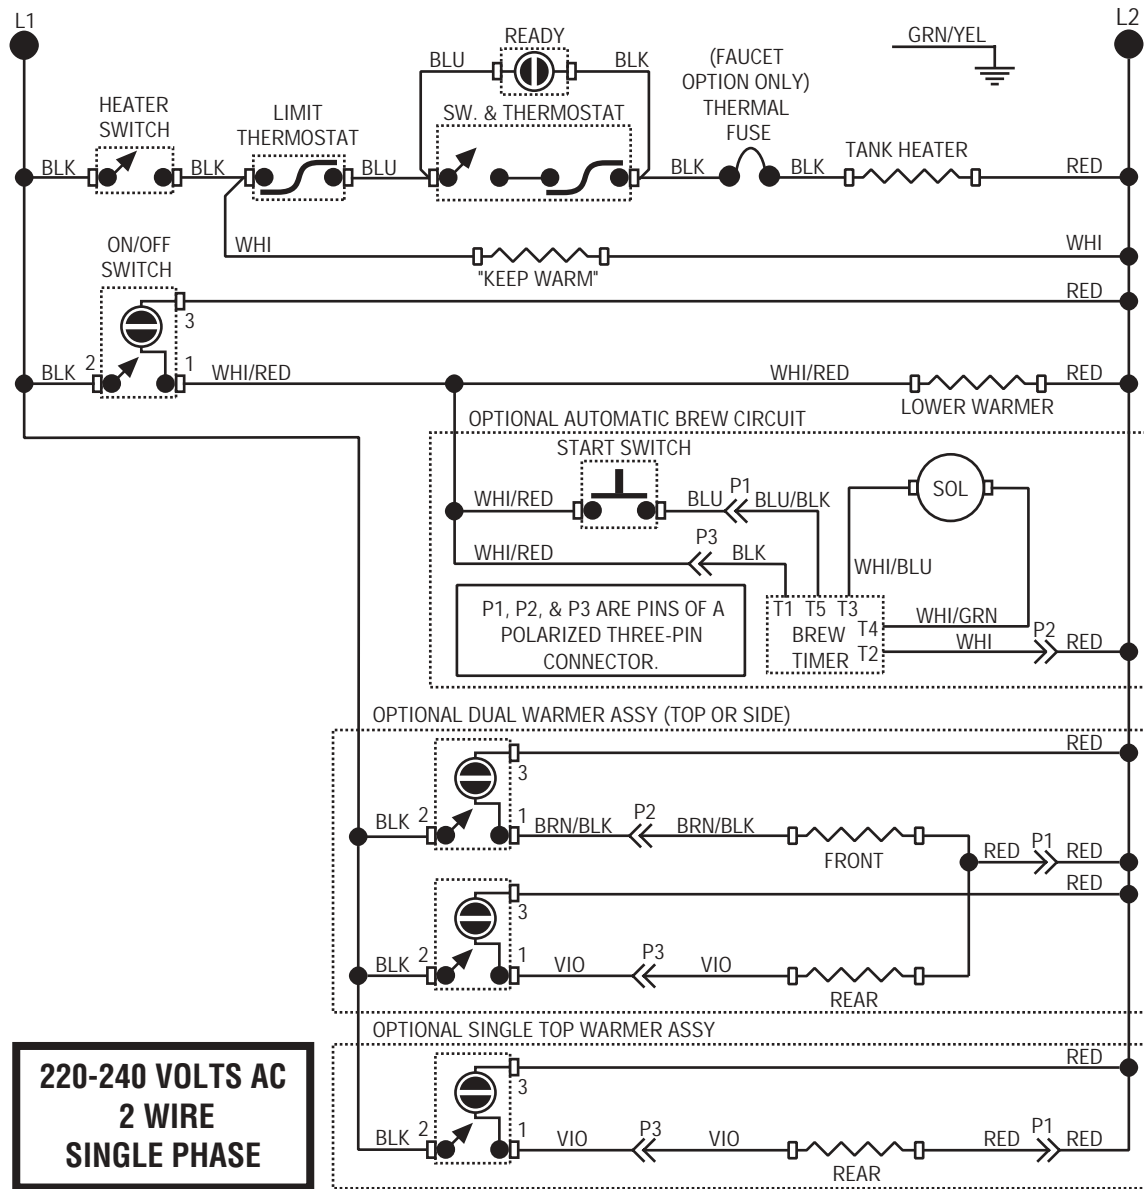 L1
L2
READY
GRN/YEL
BLU
BLK
(FAUCET
OPTION ONLY)
THERMAL
FUSE
HEATER
SWITCH
LIMIT
THERMOSTAT
SW. & THERMOSTAT
TANK HEATER
BLK
BLK
BLU
BLK
BLK
RED
WHI
WHI
"KEEP WARM"
ON/OFF
SWITCH
RED
3
BLK
2
1
WHI/RED
WHI/RED
RED
LOWER WARMER
OPTIONAL AUTOMATIC BREW CIRCUIT
START SWITCH
WHI/RED
BLU
P1
BLU/BLK
SOL
WHI/RED
P3
BLK
WHI/BLU
P1, P2, & P3 ARE PINS OF A
POLARIZED THREE-PIN
CONNECTOR.
T1 T5 T3
T4
BREW
TIMER
T2
WHI/GRN
WHI
P2
RED
OPTIONAL DUAL WARMER ASSY (TOP OR SIDE)
RED
3
BLK
2
1
BRN/BLK
P2
BRN/BLK
FRONT
RED
P1
RED
RED
3
BLK
2
1
VIO
P3
VIO
REAR
OPTIONAL SINGLE TOP WARMER ASSY
RED
3
BLK
2
1
VIO
P3
VIO
REAR
RED
P1
RED
220-240 VOLTS AC
2 WIRE
SINGLE PHASE